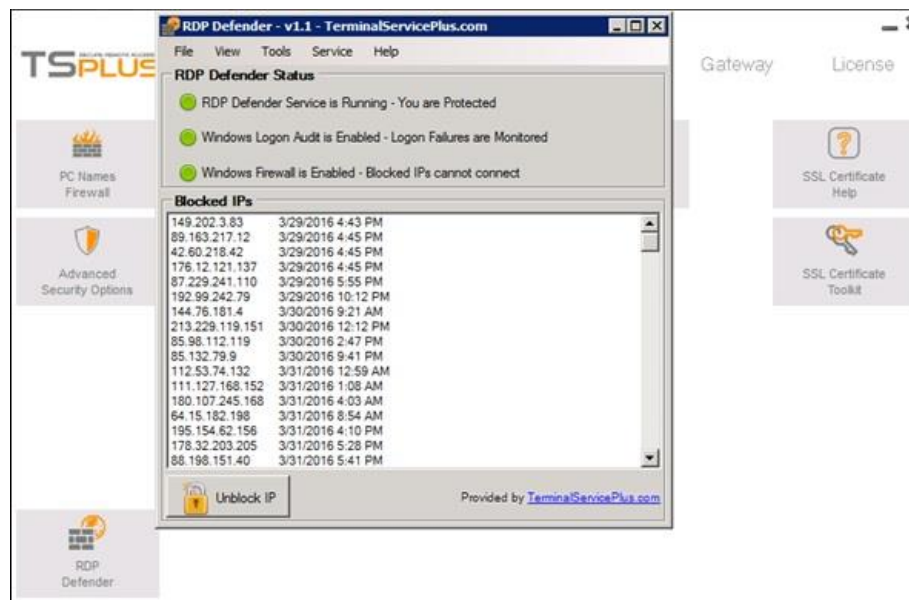 RDP Defender - v1.1 - TerminalServicePlus.com
File View Tools Service Help
TSPLUS
Gateway License
RDP Defender Status
RDP Defender Service is Running - You are Protected
Windows Logon Audit is Enabled - Logon Failures are Monitored
Windows Firewall is Enabled - Blocked IPs cannot connect
PC Names
Firewall
SSL Certificate
Help
Advanced
Security Options
SSL Certificate
Toolkit
Blocked IPs
149.202.3.83 3/29/2016 4:43 PM
89.163.217.12 3/29/2016 4:45 PM
42.60.218.42 3/29/2016 4:45 PM
176.12.121.137 3/29/2016 4:45 PM
87.229.241.110 3/29/2016 5:55 PM
192.99.242.79 3/29/2016 10:12 PM
144.76.181.4 3/30/2016 9:21 AM
213.229.119.151 3/30/2016 12:12 PM
85.98.112.119 3/30/2016 2:47 PM
85.132.79.9 3/30/2016 9:41 PM
112.53.74.132 3/31/2016 12:59 AM
111.127.168.152 3/31/2016 1:08 AM
180.107.245.168 3/31/2016 4:03 AM
64.15.182.198 3/31/2016 8:54 AM
195.154.62.156 3/31/2016 4:10 PM
178.32.203.205 3/31/2016 5:28 PM
88.198.151.40 3/31/2016 5:41 PM
Unblock IP
Provided by TerminalServicePlus.com
RDP
Defender